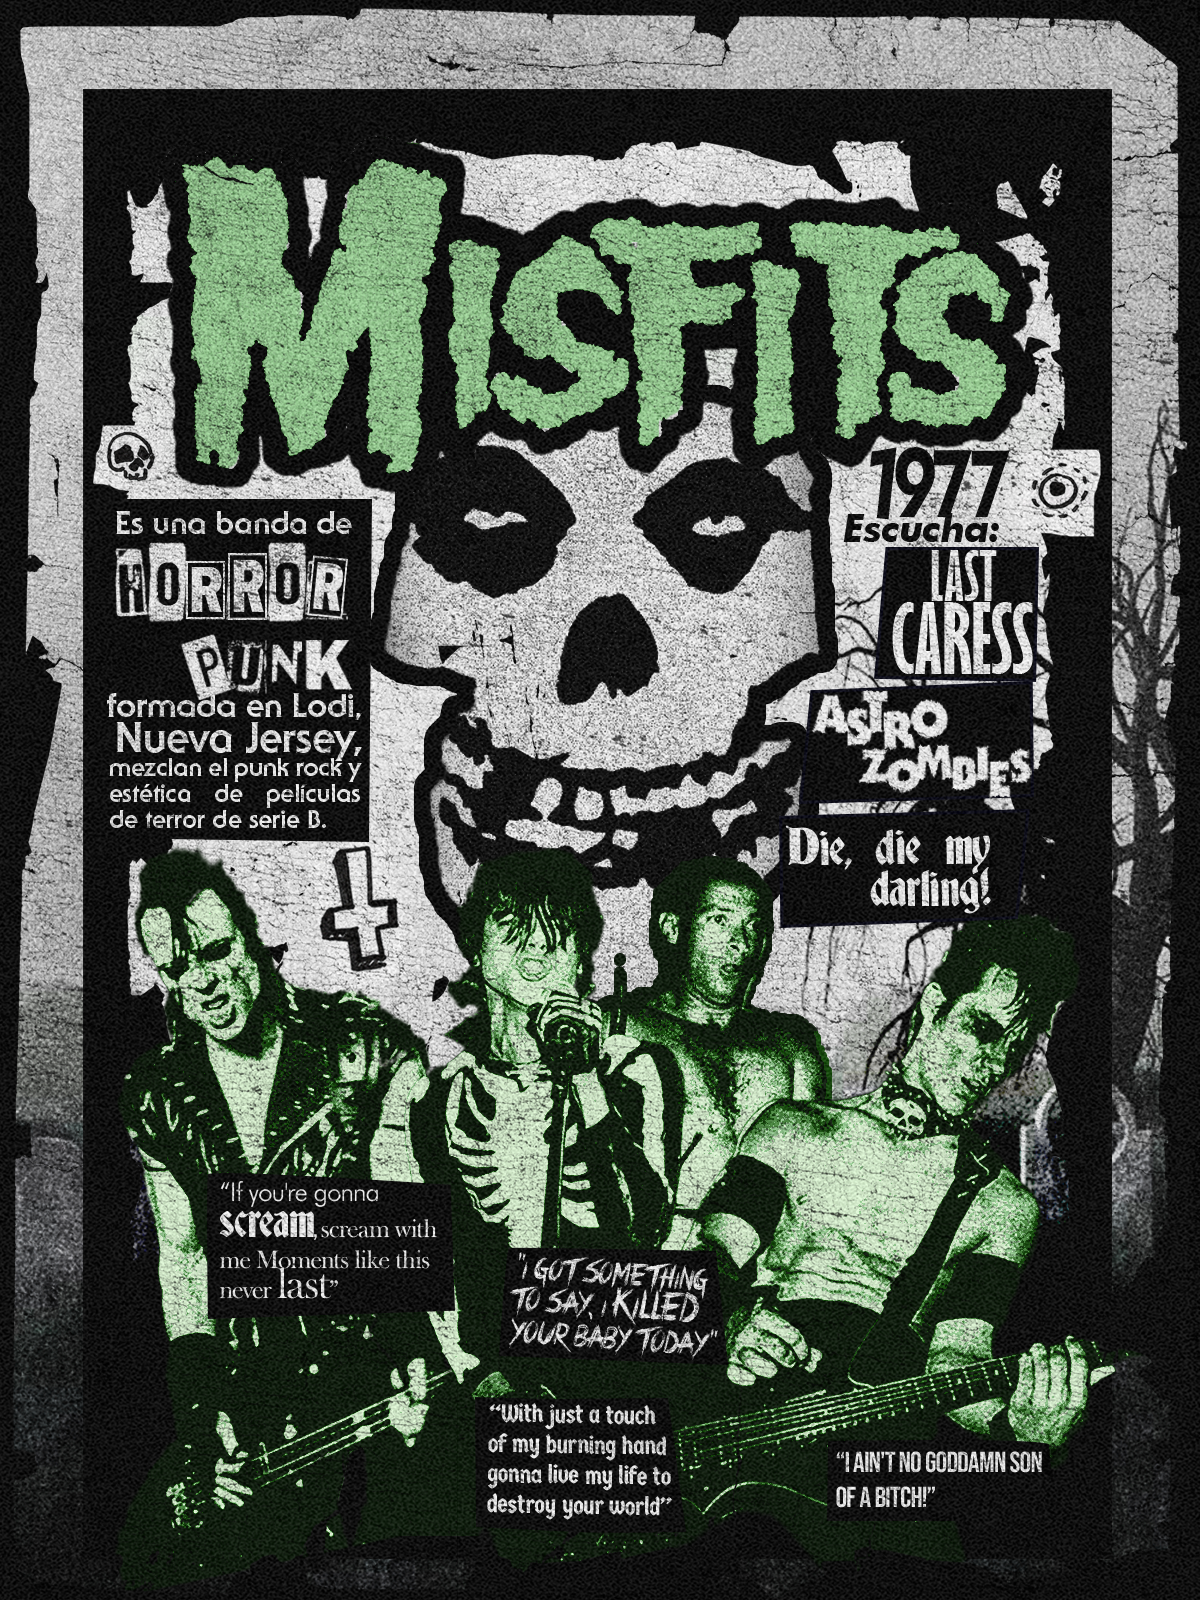 MISFITS
Es una banda de
HORROR
PUNK
formada en Lodi,
Nueva Jersey,
mezclan el punk rock y
estética de películas
de terror de serie B.
1977
Escucha:
LAST
CARESS
ASTRO
ZOMBIES
Die, die my
darling!
“If you're gonna
scream, scream with
me Moments like this
never last”
"I GOT SOMETHING
TO SAY, I KILLED
YOUR BABY TODAY"
“With just a touch
of my burning hand
gonna live my life to
destroy your world”
“I AIN'T NO GODDAMN SON
OF A BITCH!”